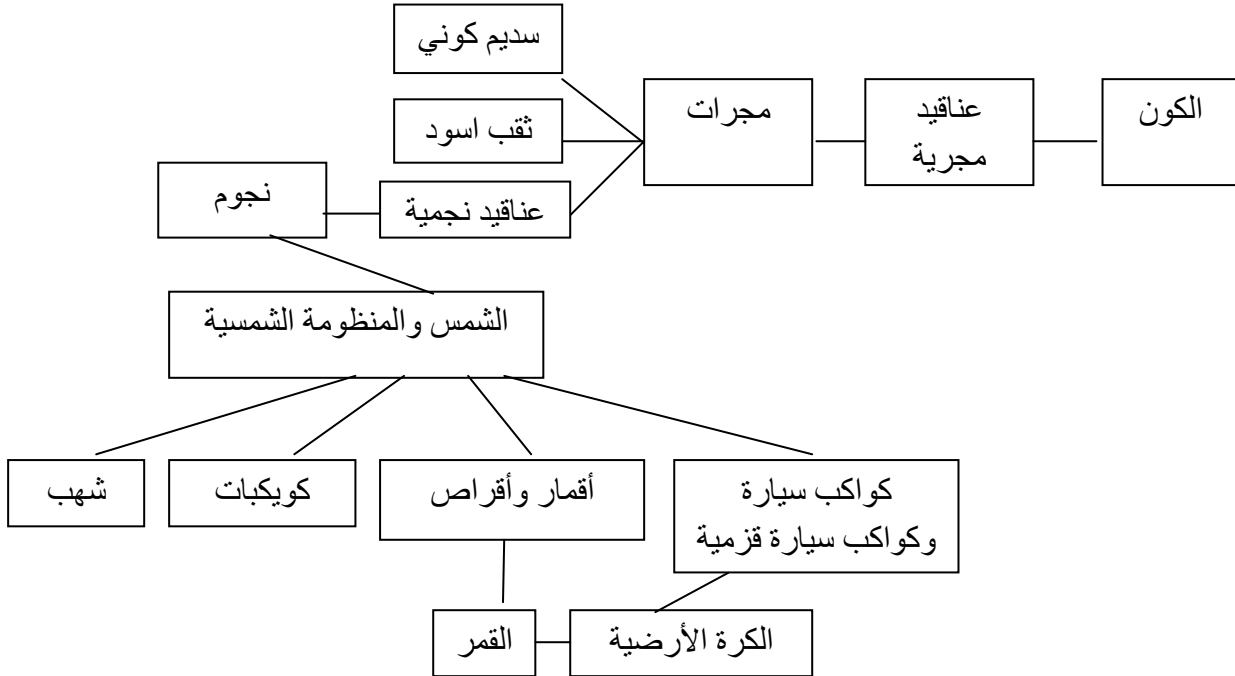 سديم كوني
الكون
عناقيد
مجرية
مجرات
ثقب اسود
عناقيد نجمية
نجوم
الشمس والمنظومة الشمسية
كواكب سيارة
وكواكب سيارة قزمية
أقمار وأقراص
كويكبات
شهب
الكرة الأرضية
القمر